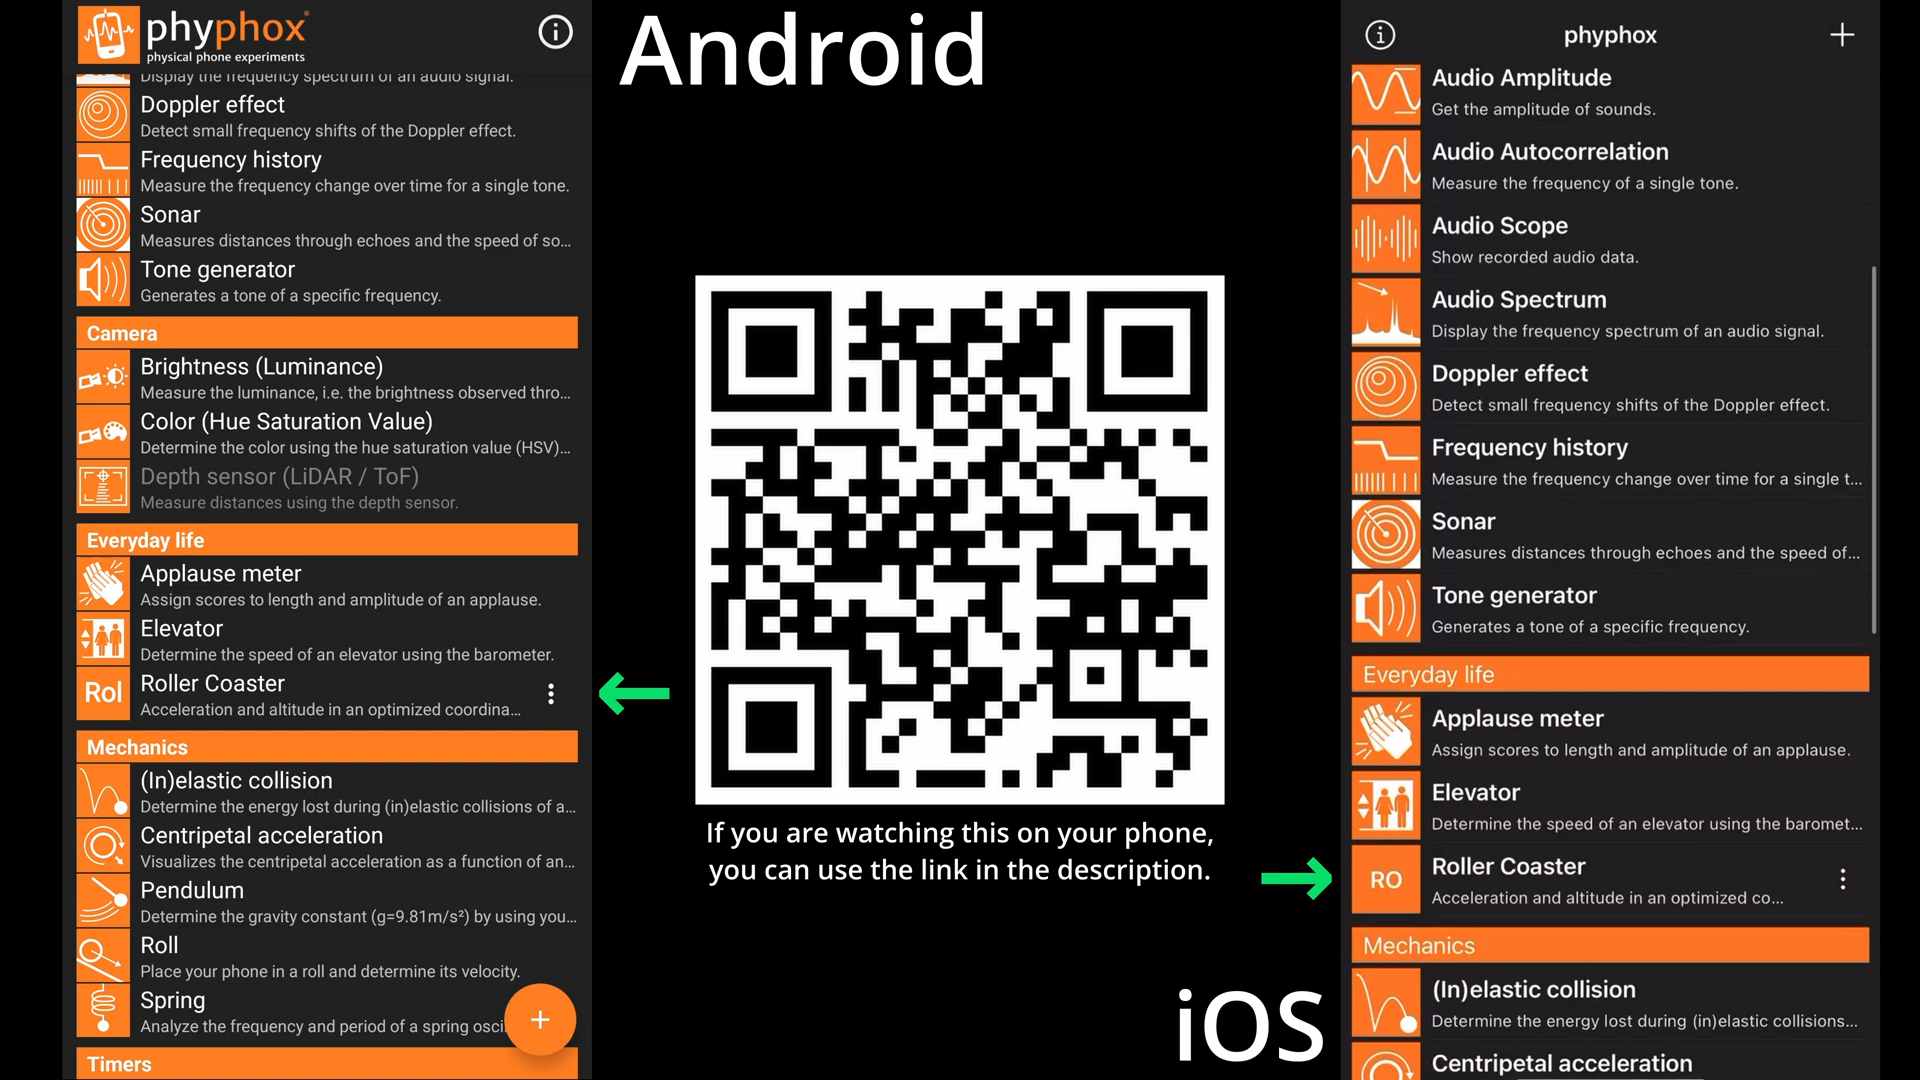 phyphox
physical phone experiments
Display the frequency spectrum of an audio signal.
Doppler effect
Detect small frequency shifts of the Doppler effect.
Frequency history
Measure the frequency change over time for a single tone.
Sonar
Measures distances through echoes and the speed of so...
Tone generator
Generates a tone of a specific frequency.
Camera
Brightness (Luminance)
Measure the luminance, i.e. the brightness observed thro...
Color (Hue Saturation Value)
Determine the color using the hue saturation value (HSV)...
Depth sensor (LiDAR / ToF)
Measure distances using the depth sensor.
Everyday life
Applause meter
Assign scores to length and amplitude of an applause.
Elevator
Determine the speed of an elevator using the barometer.
Rol
Roller Coaster
Acceleration and altitude in an optimized coordina...
Mechanics
(In)elastic collision
Determine the energy lost during (in)elastic collisions of a...
Centripetal acceleration
Visualizes the centripetal acceleration as a function of an...
Pendulum
Determine the gravity constant (g=9.81m/s²) by using you...
Roll
Place your phone in a roll and determine its velocity.
Spring
Analyze the frequency and period of a spring osci
+
Timers
Android
If you are watching this on your phone,
you can use the link in the description.
iOS
phyphox
+
Audio Amplitude
Get the amplitude of sounds.
Audio Autocorrelation
Measure the frequency of a single tone.
Audio Scope
Show recorded audio data.
Audio Spectrum
Display the frequency spectrum of an audio signal.
Doppler effect
Detect small frequency shifts of the Doppler effect.
Frequency history
Measure the frequency change over time for a single t...
Sonar
Measures distances through echoes and the speed of...
Tone generator
Generates a tone of a specific frequency.
Everyday life
Applause meter
Assign scores to length and amplitude of an applause.
Elevator
Determine the speed of an elevator using the baromet...
RO
Roller Coaster
Acceleration and altitude in an optimized co...
Mechanics
(In)elastic collision
Determine the energy lost during (in)elastic collisions...
Centripetal acceleration